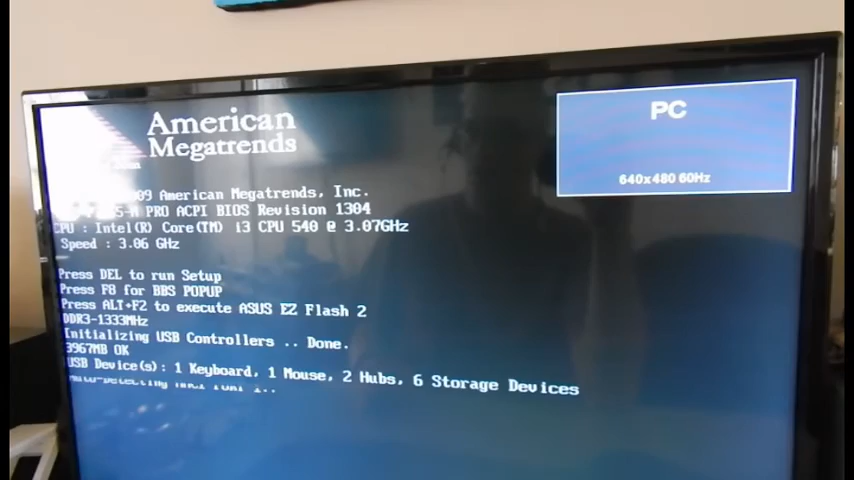 American
Megatrends
PC
640x480 60Hz
09 American Megatrends, Inc.
PRO ACPI BIOS Revision 1304
CPU : Intel(R) Core(TM) i3 CPU 540 @ 3.07GHz
Speed : 3.06 GHz
Press DEL to run Setup
Press F8 for BBS POPUP
Press ALT+F2 to execute ASUS EZ Flash 2
DDR3-1333MHz
Initializing USB Controllers .. Done.
3967MB OK
USB Device(s): 1 Keyboard, 1 Mouse, 2 Hubs, 6 Storage Devices